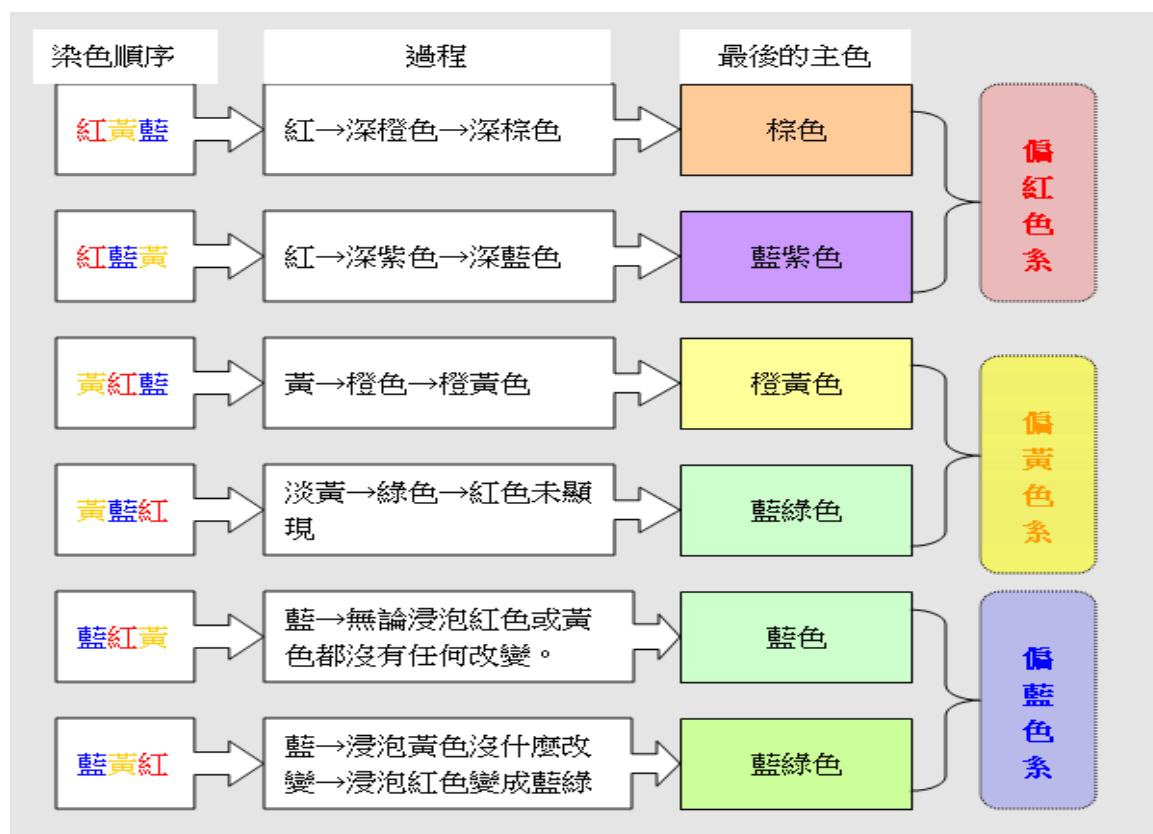 染色順序
過程
最後的主色
紅黃藍
紅→深橙色→深棕色
棕色
紅藍黃
紅→深紫色→深藍色
藍紫色
偏紅色系
黃紅藍
黃→橙色→橙黃色
橙黃色
黃藍紅
淡黃→綠色→紅色未顯
現
藍綠色
偏黃色系
藍紅黃
藍→無論浸泡紅色或黃
色都沒有任何改變。
藍色
藍黃紅
藍→浸泡黃色沒什麼改
變→浸泡紅色變成藍綠
藍綠色
偏藍色系